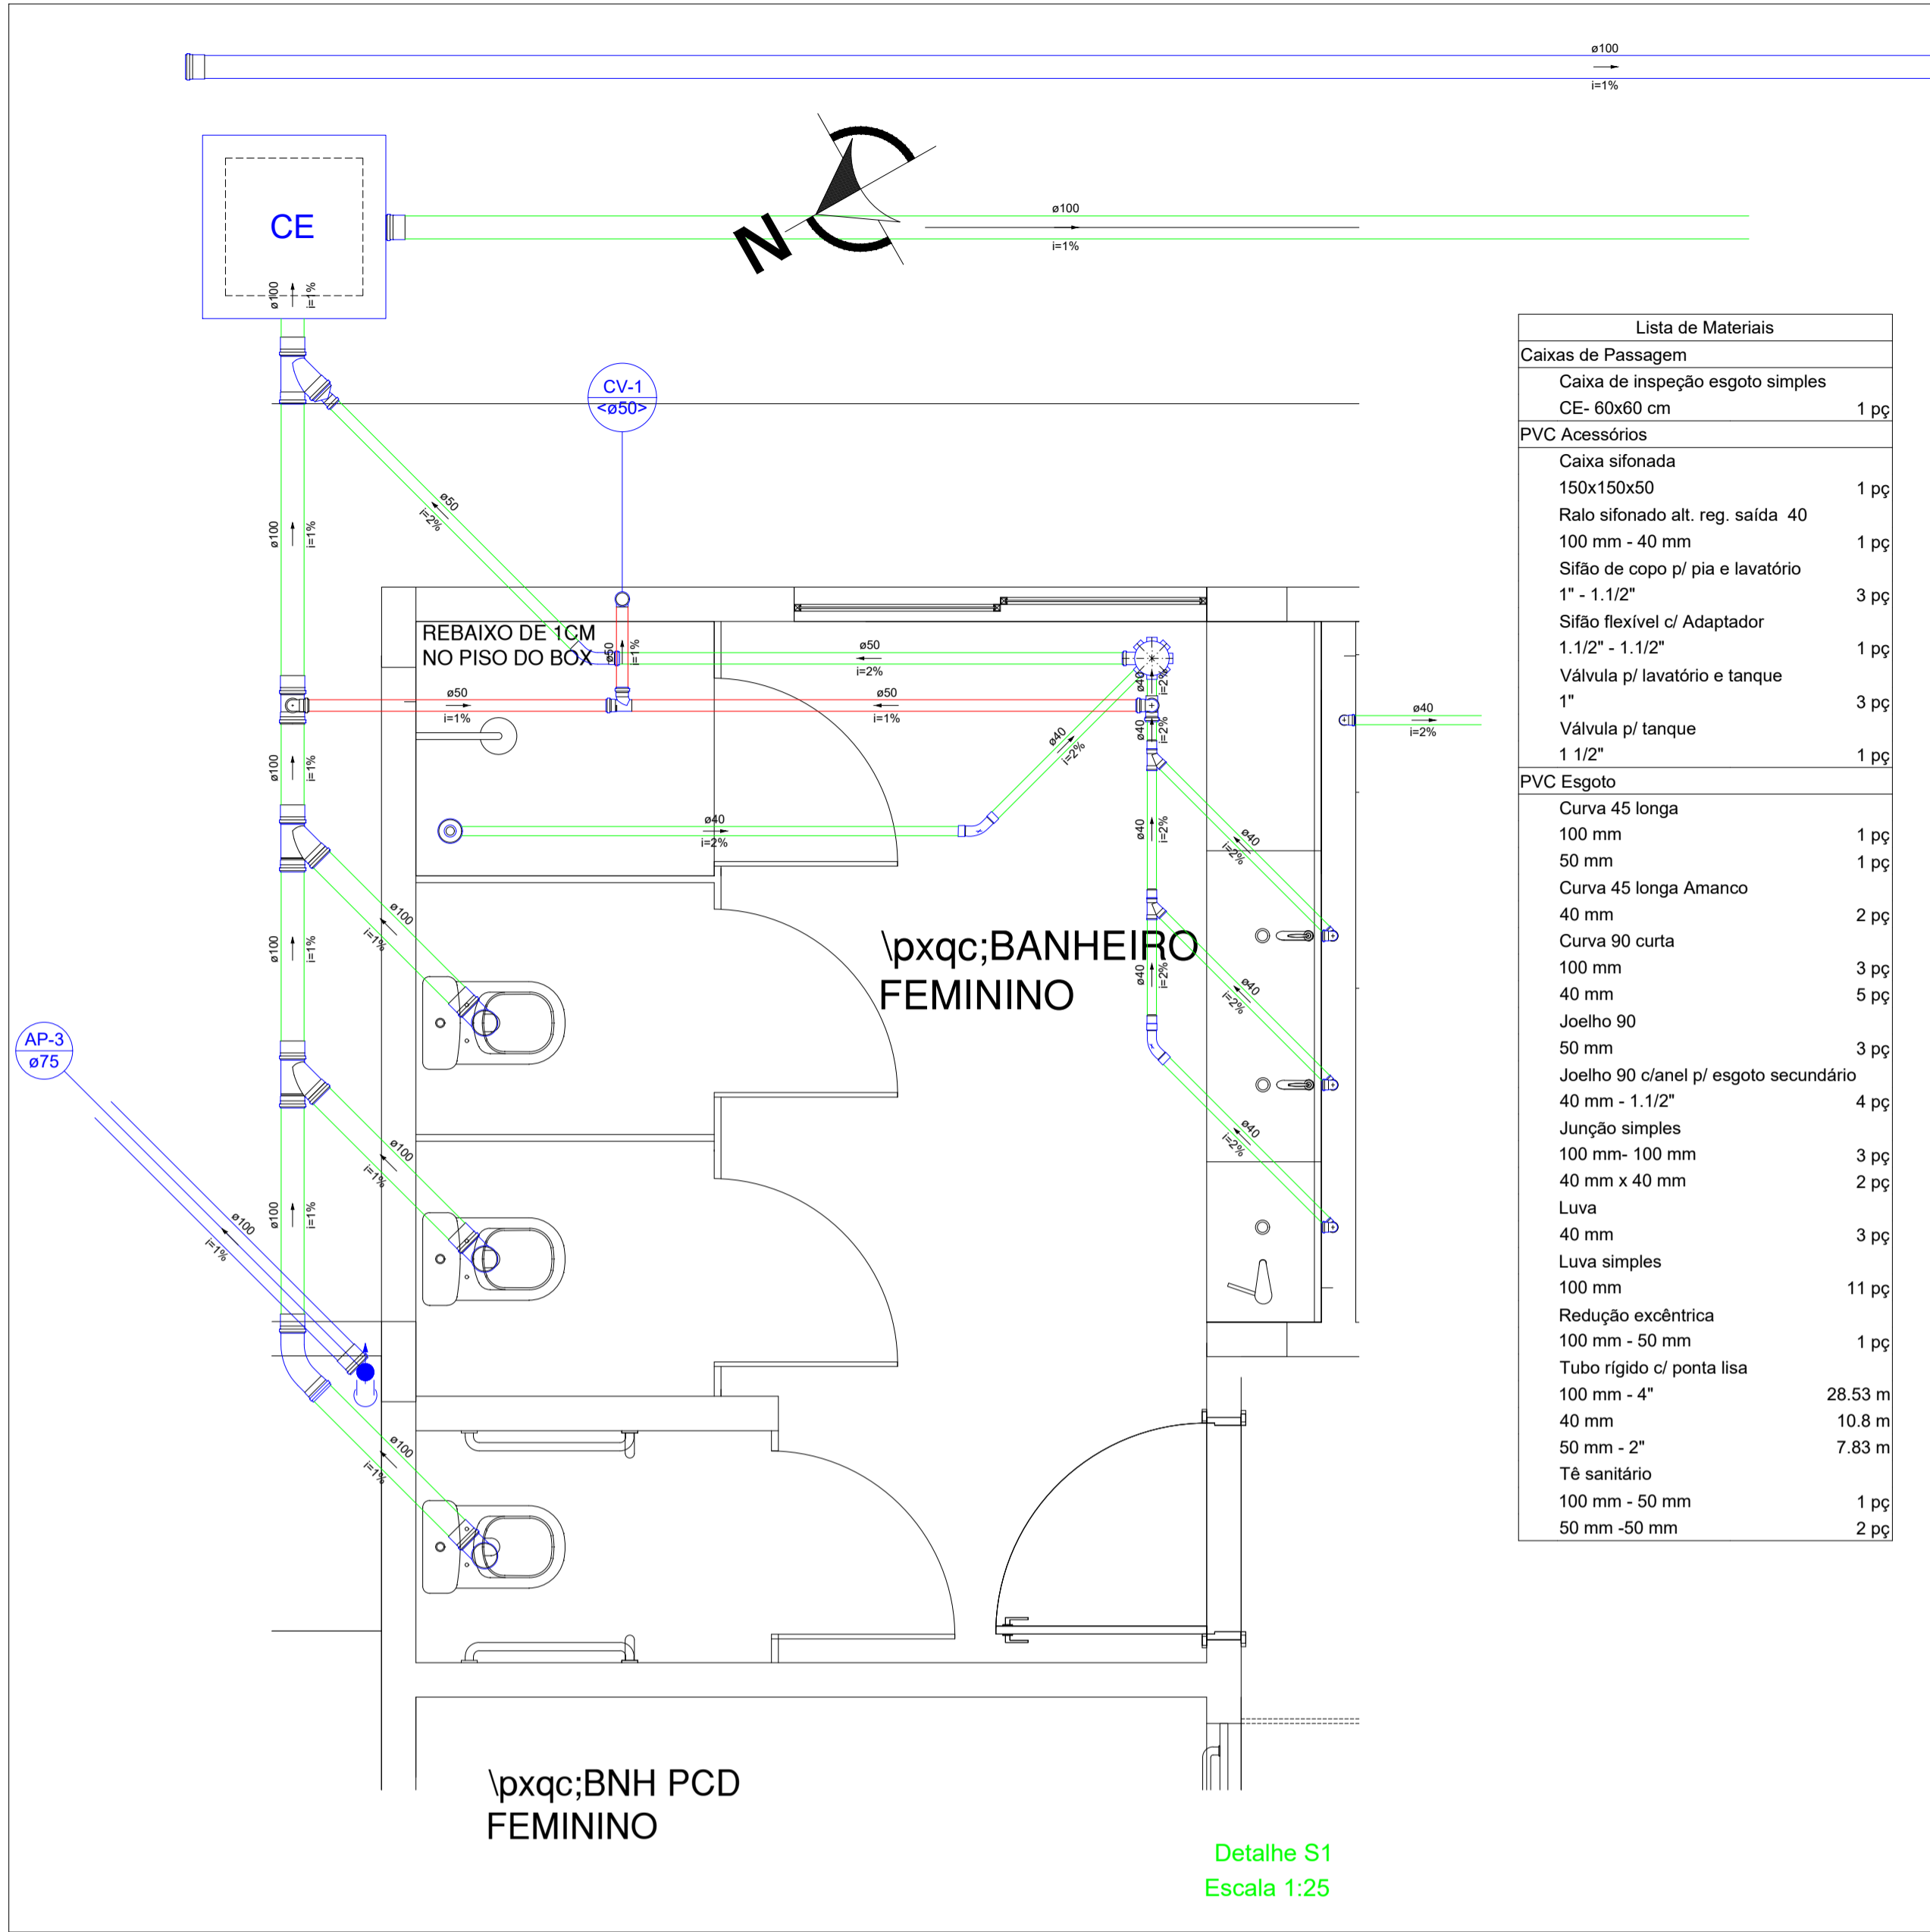 ø100
i=1%
CE
N
ø100
i=1%
ø100
i=1%
CV-1
<ø50>
ø50
i=2%
ø100
i=1%
REBAIXO DE 1CM
NO PISO DO BOX
ø50
i=1%
ø50
i=2%
ø50
i=1%
ø50
i=1%
ø40
i=2%
ø40
i=2%
ø40
i=2%
ø40
i=2%
ø100
i=1%
ø40
i=2%
ø40
i=2%
ø40
i=2%
ø100
i=1%
ø100
i=1%
\pxqc;BANHEIRO
FEMININO
ø40
i=2%
ø40
i=2%
AP-3
ø75
ø100
i=1%
ø40
i=2%
ø100
i=1%
ø100
i=1%
ø100
i=1%
\pxqc;BNH PCD
FEMININO
Detalhe S1
Escala 1:25
Lista de Materiais
Caixas de Passagem
Caixa de inspeção esgoto simples
CE- 60x60 cm 1 pç
PVC Acessórios
Caixa sifonada
150x150x50 1 pç
Ralo sifonado alt. reg. saída 40
100 mm - 40 mm 1 pç
Sifão de copo p/ pia e lavatório
1" - 1.1/2" 3 pç
Sifão flexível c/ Adaptador
1.1/2" - 1.1/2" 1 pç
Válvula p/ lavatório e tanque
1" 3 pç
Válvula p/ tanque
1 1/2" 1 pç
PVC Esgoto
Curva 45 longa
100 mm 1 pç
50 mm 1 pç
Curva 45 longa Amanco
40 mm 2 pç
Curva 90 curta
100 mm 3 pç
40 mm 5 pç
Joelho 90
50 mm 3 pç
Joelho 90 c/anel p/ esgoto secundário
40 mm - 1.1/2" 4 pç
Junção simples
100 mm- 100 mm 3 pç
40 mm x 40 mm 2 pç
Luva
40 mm 3 pç
Luva simples
100 mm 11 pç
Redução excêntrica
100 mm - 50 mm 1 pç
Tubo rígido c/ ponta lisa
100 mm - 4" 28.53 m
40 mm 10.8 m
50 mm - 2" 7.83 m
Tê sanitário
100 mm - 50 mm 1 pç
50 mm -50 mm 2 pç